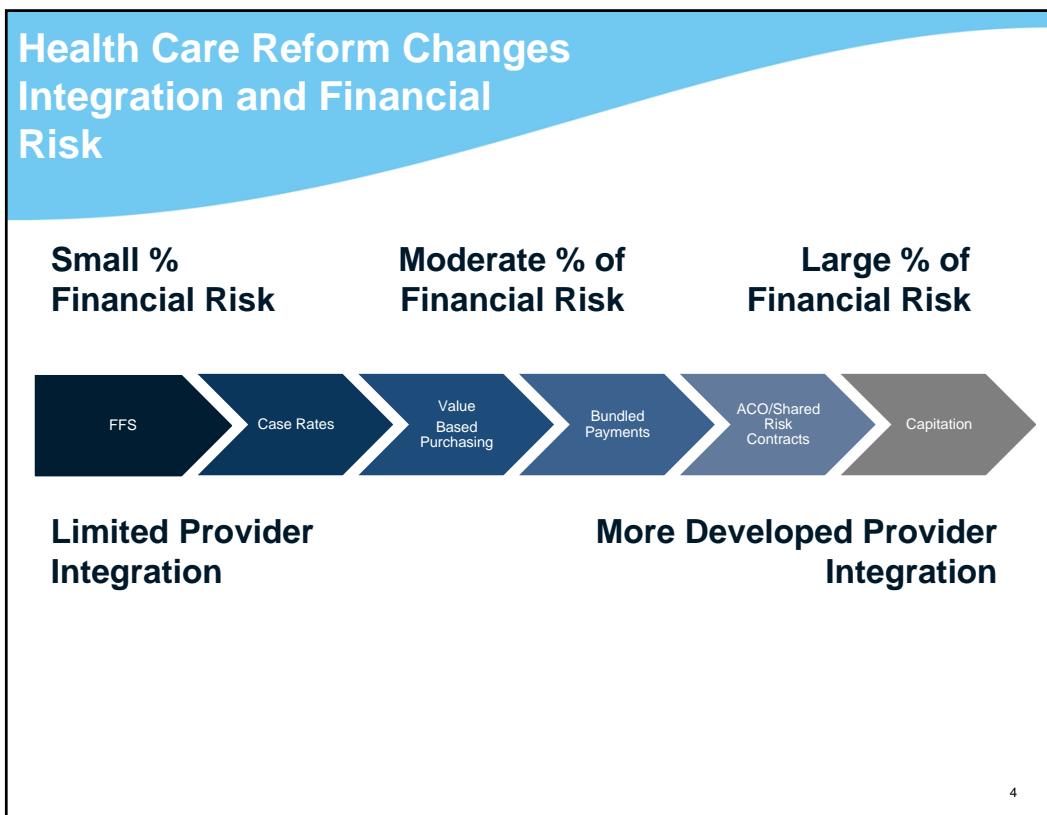 Health Care Reform Changes
Integration and Financial
Risk
Small %
Financial Risk
Moderate % of
Financial Risk
Large % of
Financial Risk
FFS
Case Rates
Value
Based
Purchasing
Bundled
Payments
ACO/Shared
Risk
Contracts
Capitation
Limited Provider
Integration
More Developed Provider
Integration
4